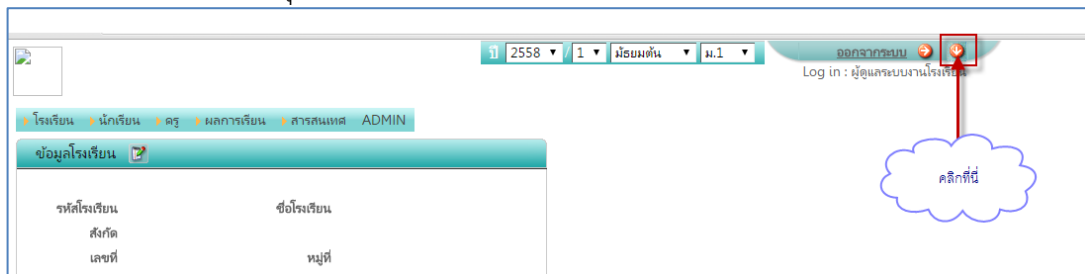 ปี 2558 / 1 มัธยมต้น ม.1 ออกจากระบบ
Log in : ผู้ดูแลระบบงานโรงเรียน
โรงเรียน นักเรียน ครู ผลการเรียน สารสนเทศ ADMIN
ข้อมูลโรงเรียน
คลิกที่นี่
รหัสโรงเรียน ชื่อโรงเรียน
สังกัด
เลขที่ หมู่ที่